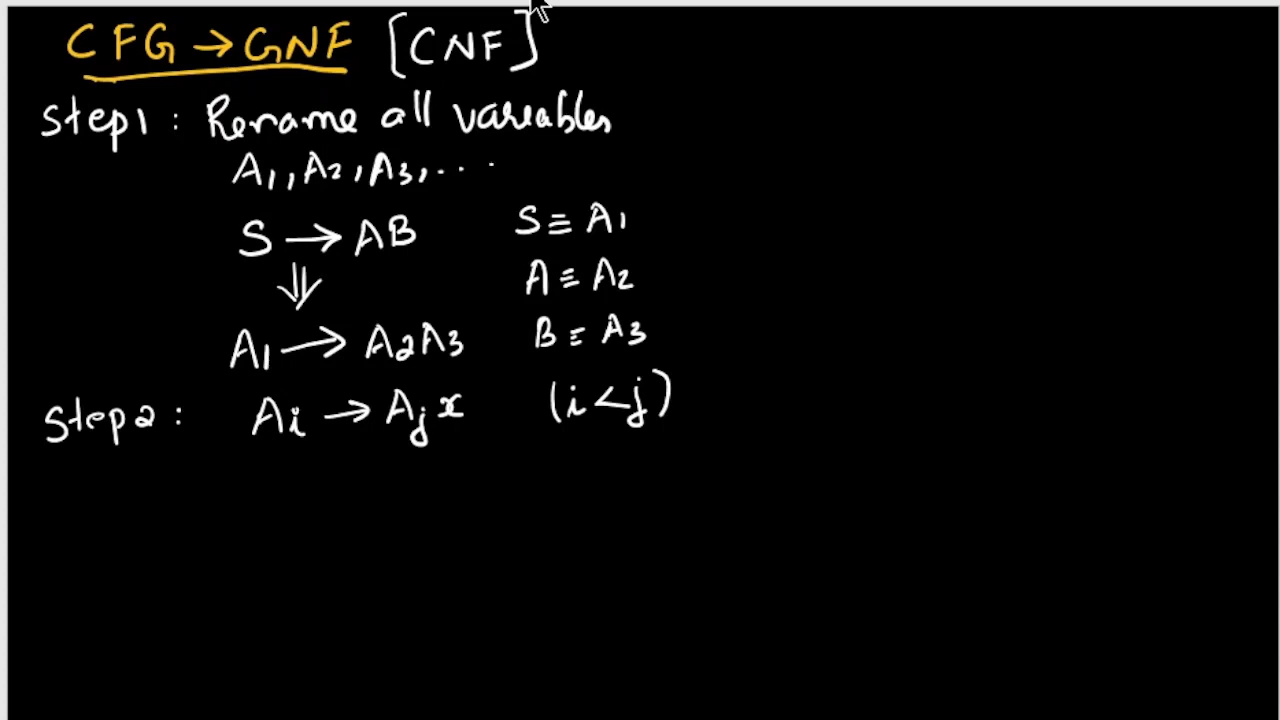 CFG → GNF [CNF]
Step1 : Rename all variables
A1, A2, A3, ....
S → AB S ≡ A1
⇓ A ≡ A2
A1 → A2A3 B ≡ A3
Step2 : Ai → Aj x (i < j)